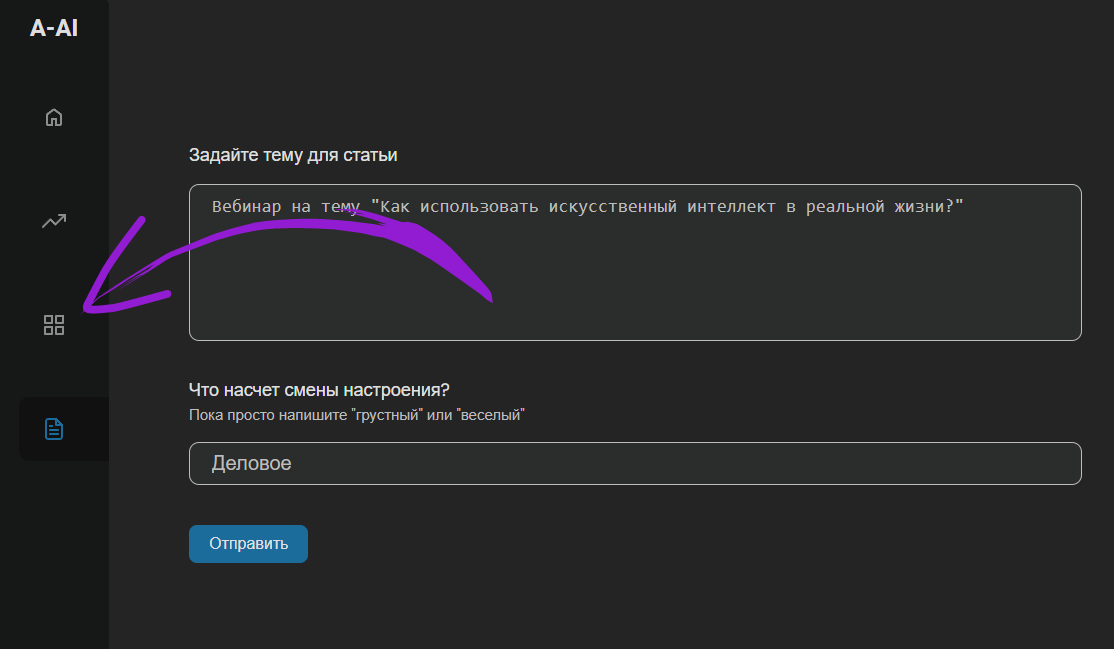 A-AI
Задайте тему для статьи
Вебинар на тему "Как использовать искусственный интеллект в реальной жизни?"
Что насчет смены настроения?
Пока просто напишите "грустный" или "веселый"
Деловое
Отправить